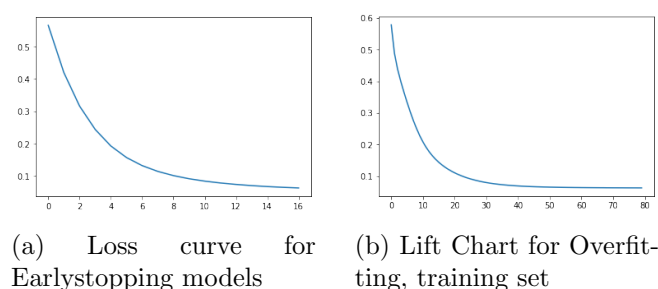 0.5
0.4
0.3
0.2
0.1
0 2 4 6 8 10 12 14 16
0.6
0.5
0.4
0.3
0.2
0.1
0 10 20 30 40 50 60 70 80
(a) Loss curve for
Earlystopping models
(b) Lift Chart for Overfit-
ting, training set